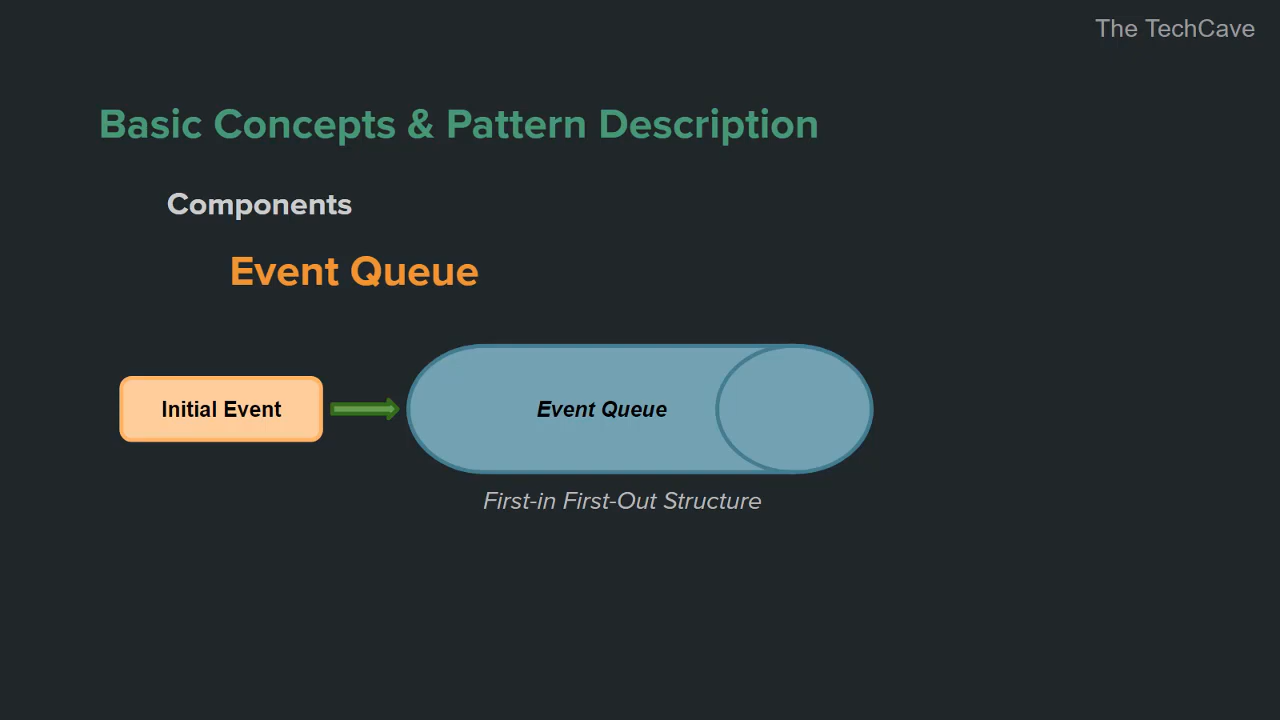 The TechCave
Basic Concepts & Pattern Description
Components
Event Queue
Initial Event
Event Queue
First-in First-Out Structure